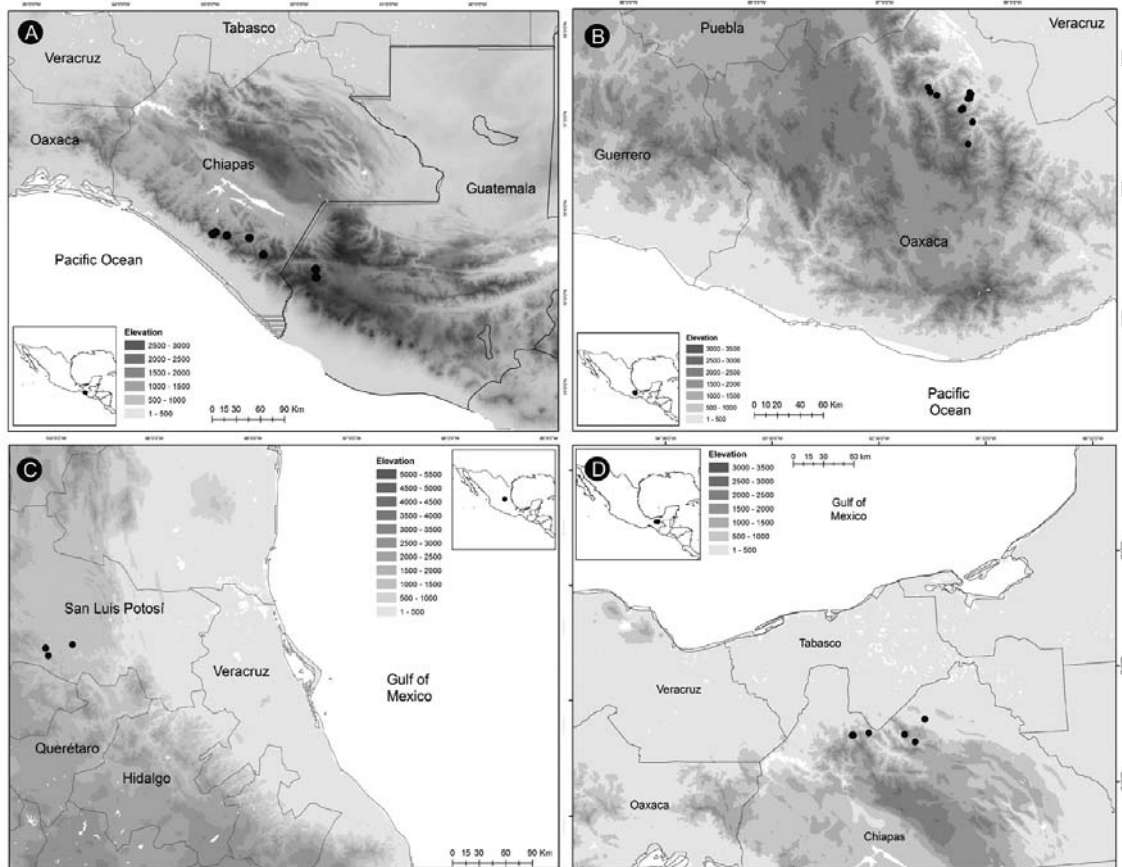 A
Tabasco
Veracruz
Oaxaca
Chiapas
Guatemala
Pacific Ocean
Elevation
2500 - 3000
2000 - 2500
1500 - 2000
1000 - 1500
500 - 1000
1 - 500
0 15 30 60 90 Km
B
Puebla
Veracruz
Guerrero
Oaxaca
Elevation
3000 - 3500
2500 - 3000
2000 - 2500
1500 - 2000
1000 - 1500
500 - 1000
1 - 500
0 10 20 40 60 Km
Pacific
Ocean
C
Elevation
5000 - 5500
4500 - 5000
4000 - 4500
3500 - 4000
3000 - 3500
2500 - 3000
2000 - 2500
1500 - 2000
1000 - 1500
500 - 1000
1 - 500
San Luis Potosí
Veracruz
Gulf of
Mexico
Querétaro
Hidalgo
0 15 30 60 90 Km
D
Elevation
3000 - 3500
2500 - 3000
2000 - 2500
1500 - 2000
1000 - 1500
500 - 1000
1 - 500
0 15 30 60 90 Km
Gulf of
Mexico
Tabasco
Veracruz
Oaxaca
Chiapas